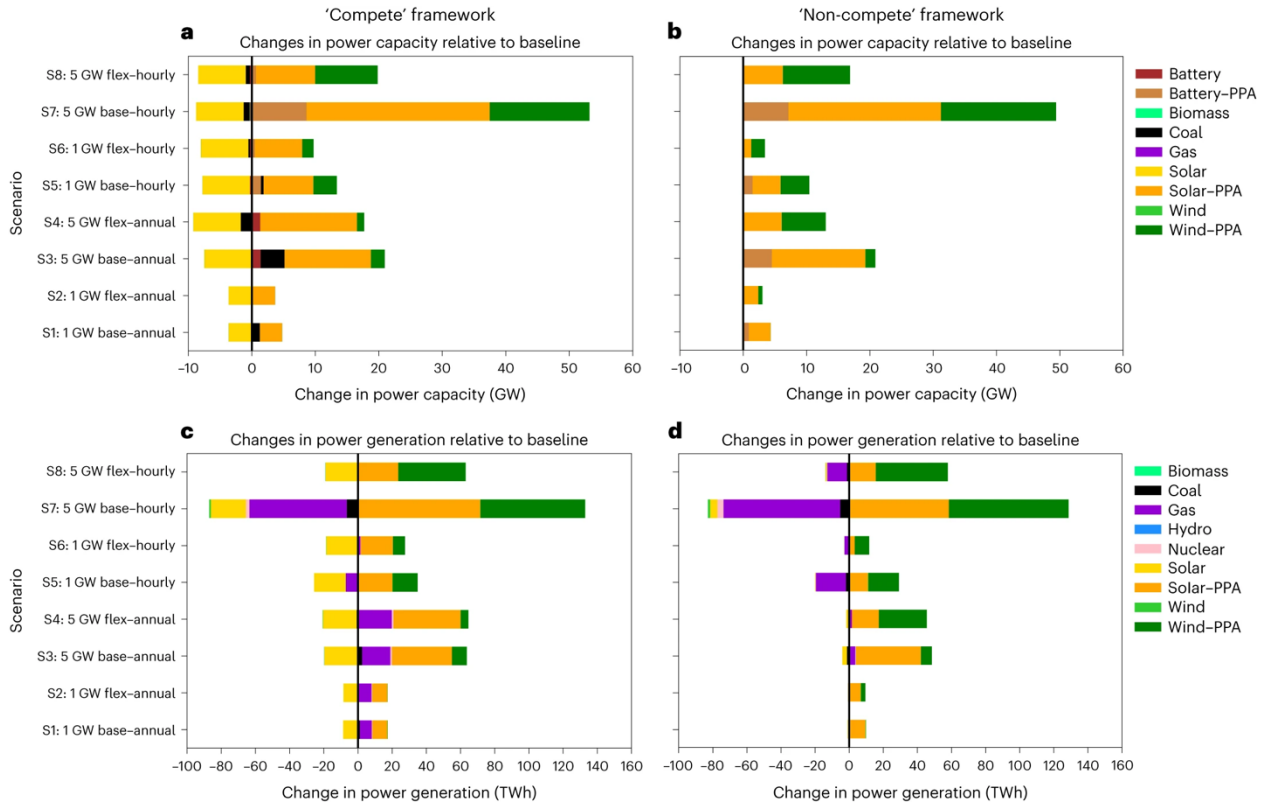 ‘Compete’ framework
‘Non-compete’ framework
a
Changes in power capacity relative to baseline
S8: 5 GW flex–hourly
S7: 5 GW base–hourly
S6: 1 GW flex–hourly
S5: 1 GW base–hourly
S4: 5 GW flex–annual
S3: 5 GW base–annual
S2: 1 GW flex–annual
S1: 1 GW base–annual
Scenario
–10 0 10 20 30 40 50 60
Change in power capacity (GW)
b
Changes in power capacity relative to baseline
–10 0 10 20 30 40 50 60
Change in power capacity (GW)
Battery
Battery–PPA
Biomass
Coal
Gas
Solar
Solar–PPA
Wind
Wind–PPA
c
Changes in power generation relative to baseline
S8: 5 GW flex–hourly
S7: 5 GW base–hourly
S6: 1 GW flex–hourly
S5: 1 GW base–hourly
S4: 5 GW flex–annual
S3: 5 GW base–annual
S2: 1 GW flex–annual
S1: 1 GW base–annual
Scenario
–100 –80 –60 –40 –20 0 20 40 60 80 100 120 140 160
Change in power generation (TWh)
d
Changes in power generation relative to baseline
–100 –80 –60 –40 –20 0 20 40 60 80 100 120 140 160
Change in power generation (TWh)
Biomass
Coal
Gas
Hydro
Nuclear
Solar
Solar–PPA
Wind
Wind–PPA